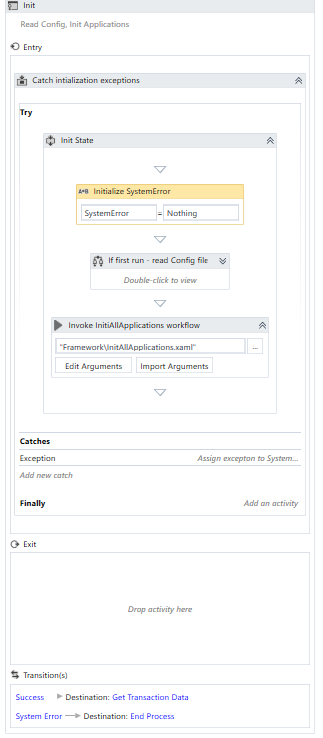 Init
Read Config, Init Applications
Entry
Catch intialization exceptions
Try
Init State
A*B Initialize SystemError
SystemError = Nothing
If first run - read Config file
Double-click to view
Invoke InitiAllApplications workflow
"Framework\InitAllApplications.xaml" ...
Edit Arguments Import Arguments
Catches
Exception Assign excepton to System...
Add new catch
Finally Add an activity
Exit
Drop activity here
Transition(s)
Success Destination: Get Transaction Data
System Error Destination: End Process